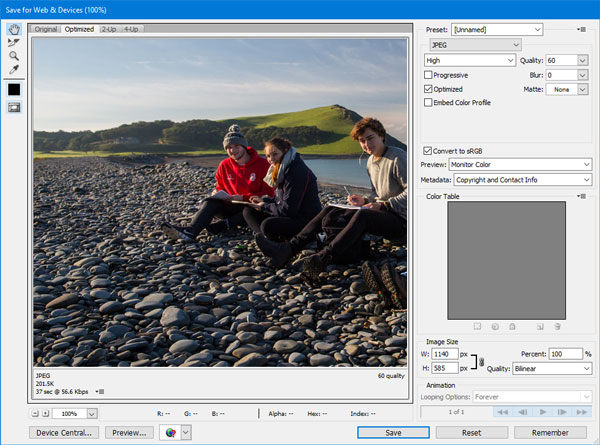 Save for Web & Devices (100%)
Original Optimized 2-Up 4-Up
JPEG
201.5K
37 sec @ 56.6 Kbps
60 quality
100% R: -- G: -- B: -- Alpha: -- Hex: -- Index: --
Device Central... Preview...
Preset: [Unnamed]
JPEG
High Quality: 60
Progressive Blur: 0
Optimized Matte: None
Embed Color Profile
Convert to sRGB
Preview: Monitor Color
Metadata: Copyright and Contact Info
Color Table
Image Size
W: 1140 px Percent: 100 %
H: 585 px Quality: Bilinear
Animation
Looping Options: Forever
1 of 1
Save Reset Remember